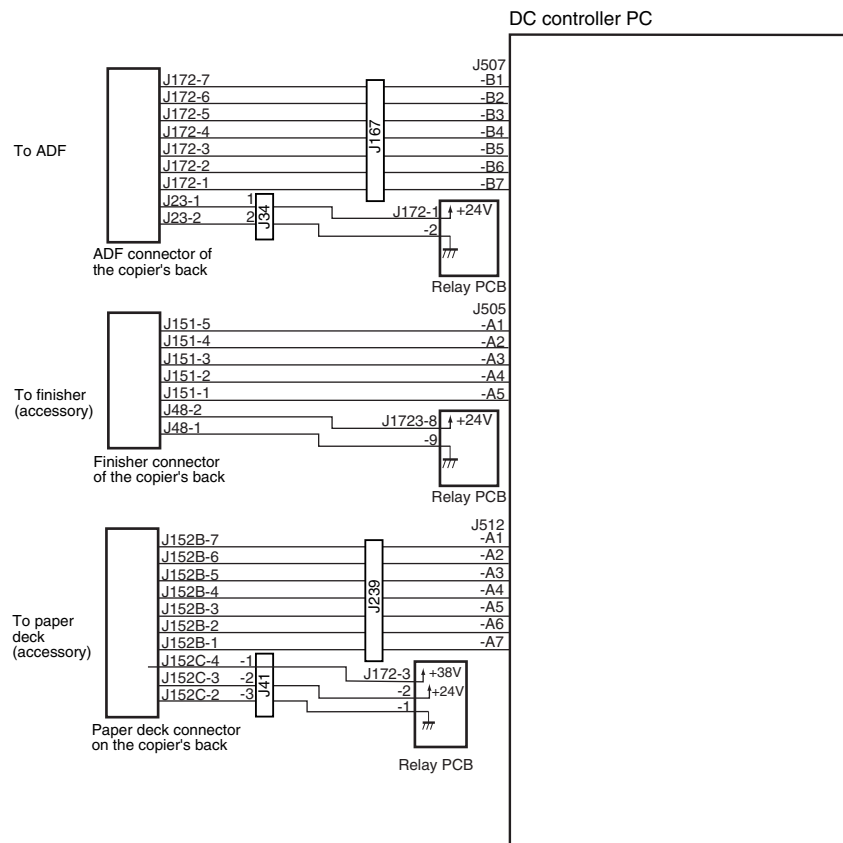 DC controller PC
J507
J172-7
-B1
J172-6
-B2
J172-5
-B3
J172-4
-B4
J172-3
-B5
J172-2
-B6
J172-1
-B7
J167
To ADF
J23-1
1
J23-2
2
J34
J172-1
+24V
-2
Relay PCB
ADF connector of
the copier's back
J505
J151-5
-A1
J151-4
-A2
J151-3
-A3
J151-2
-A4
J151-1
-A5
To finisher
(accessory)
J48-2
J48-1
J1723-8
+24V
-9
Relay PCB
Finisher connector
of the copier's back
J512
J152B-7
-A1
J152B-6
-A2
J152B-5
-A3
J152B-4
-A4
J152B-3
-A5
J152B-2
-A6
J152B-1
-A7
J239
To paper
deck
(accessory)
J152C-4
-1
J152C-3
-2
J152C-2
-3
J41
J172-3
+38V
-2
+24V
-1
Relay PCB
Paper deck connector
on the copier's back